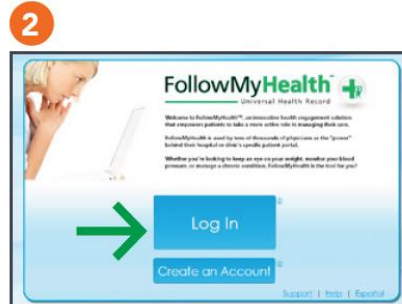 2
FollowMyHealth™
Universal Health Record
Welcome to FollowMyHealth™, an innovative health engagement solution
that empowers patients to take a more active role in managing their care.
FollowMyHealth is used by tens of thousands of physicians as the "power"
behind their hospital or clinic's specific patient portal.
Whether you're looking to keep an eye on your weight, monitor your blood
pressure, or manage a chronic condition, FollowMyHealth is the tool for you!
Log In
Create an Account
Support | Help | Español